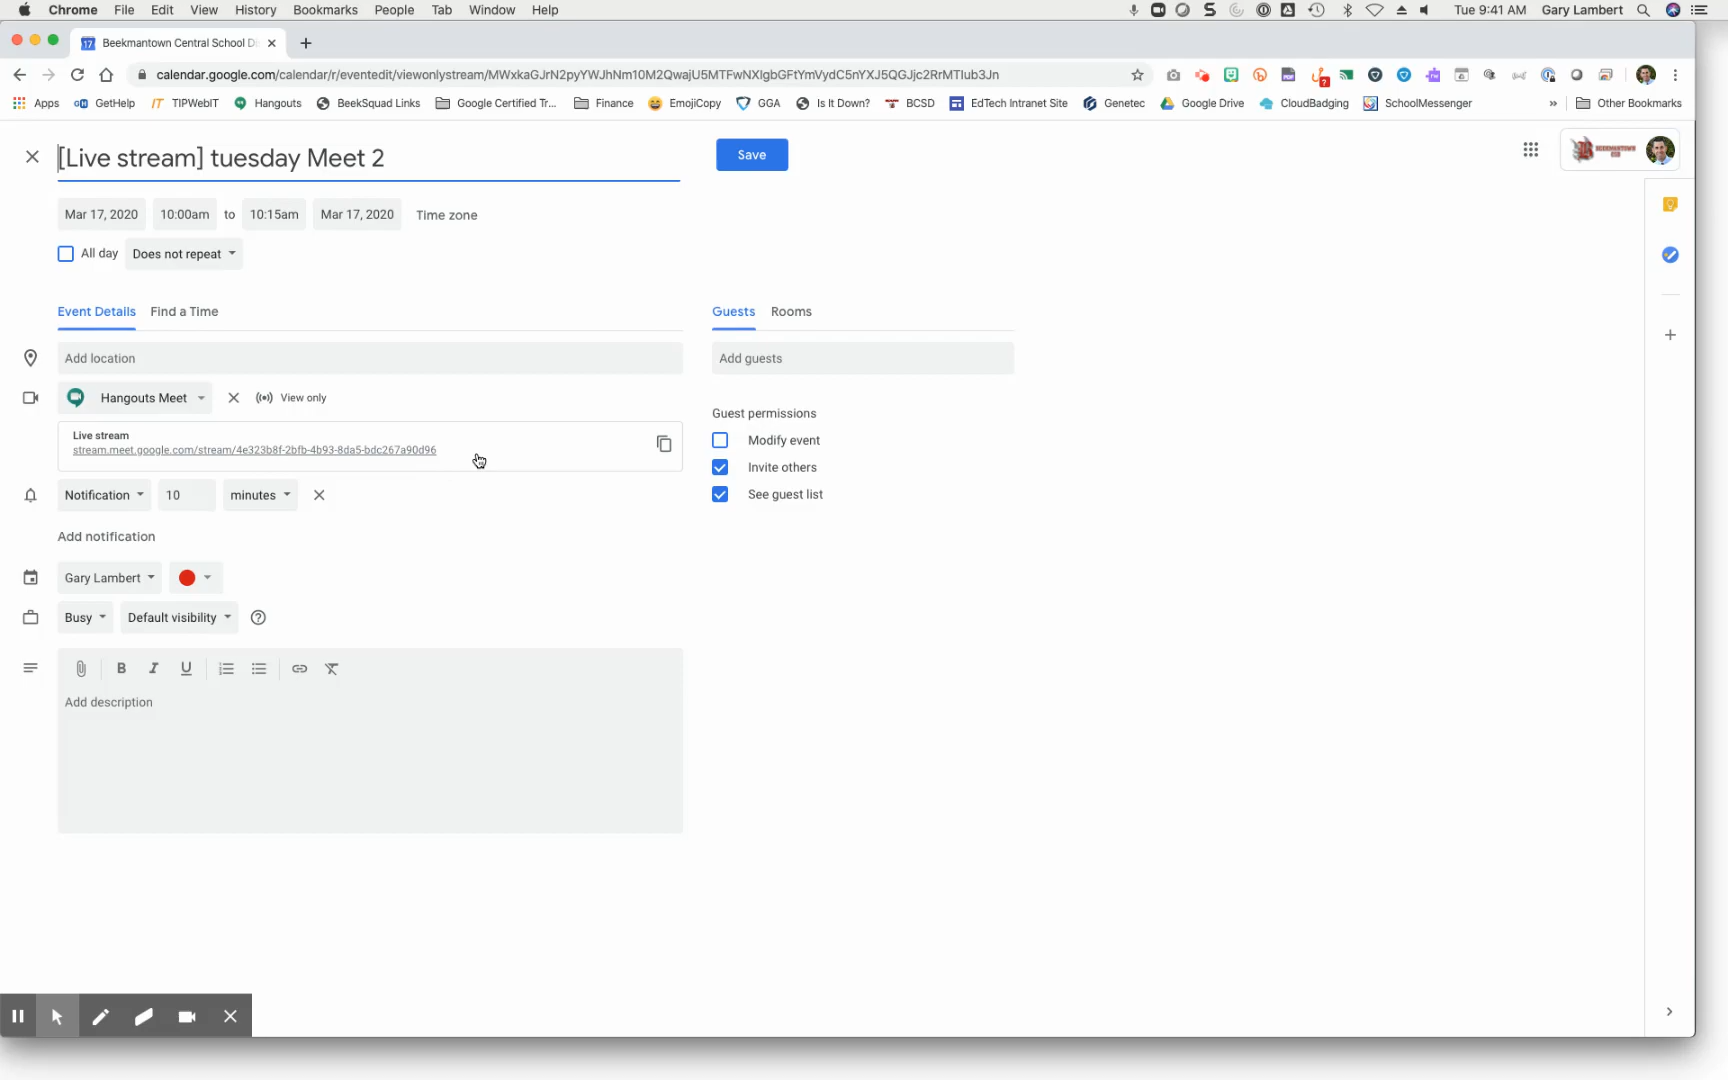 Chrome File Edit View History Bookmarks People Tab Window Help Tue 9:41 AM Gary Lambert
Beekmantown Central School Di
calendar.google.com/calendar/r/eventedit/viewonlystream/MWxkaGJrN2pyYWJhNm10M2QwajU5MTFwNXIgbGFtYmVydC5nYXJ5QGJjc2RrMTIub3Jn
Apps GetHelp TIPWebIT Hangouts BeekSquad Links Google Certified Tr... Finance EmojiCopy GGA Is It Down? BCSD EdTech Intranet Site Genetec Google Drive CloudBadging SchoolMessenger » Other Bookmarks
[Live stream] tuesday Meet 2
Save
Mar 17, 2020 10:00am to 10:15am Mar 17, 2020 Time zone
All day Does not repeat
Event Details Find a Time Guests Rooms
Add location Add guests
Hangouts Meet View only
Guest permissions
Live stream
stream.meet.google.com/stream/4e323b8f-2bfb-4b93-8da5-bdc267a90d96
Modify event
Invite others
See guest list
Notification 10 minutes
Add notification
Gary Lambert
Busy Default visibility
B I U
Add description